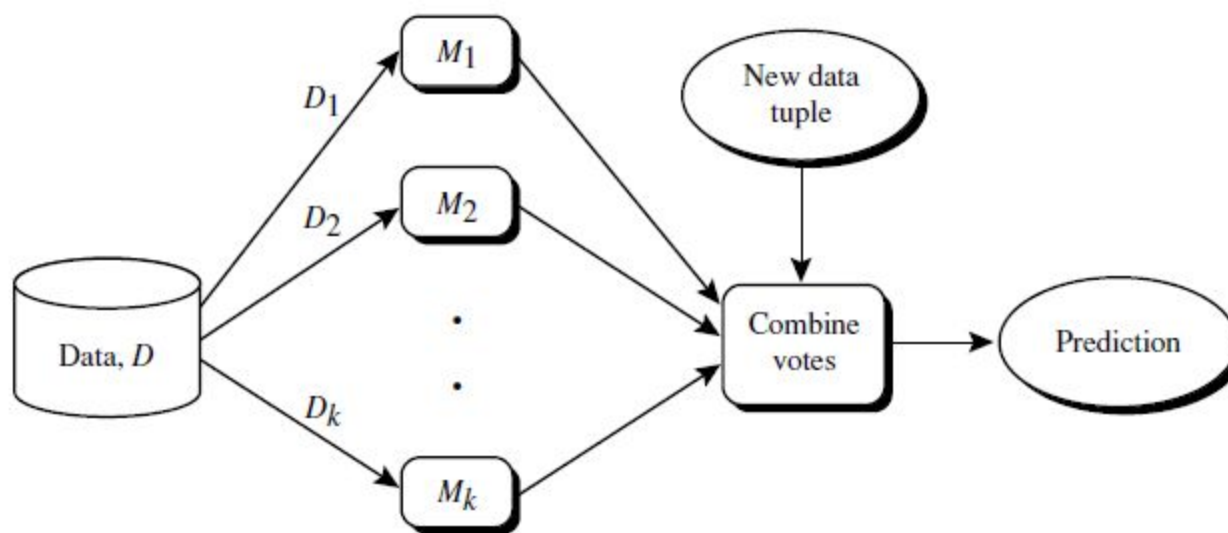 M1
D1
New data
tuple
M2
D2
Combine
votes
Data, D
Prediction
Dk
Mk